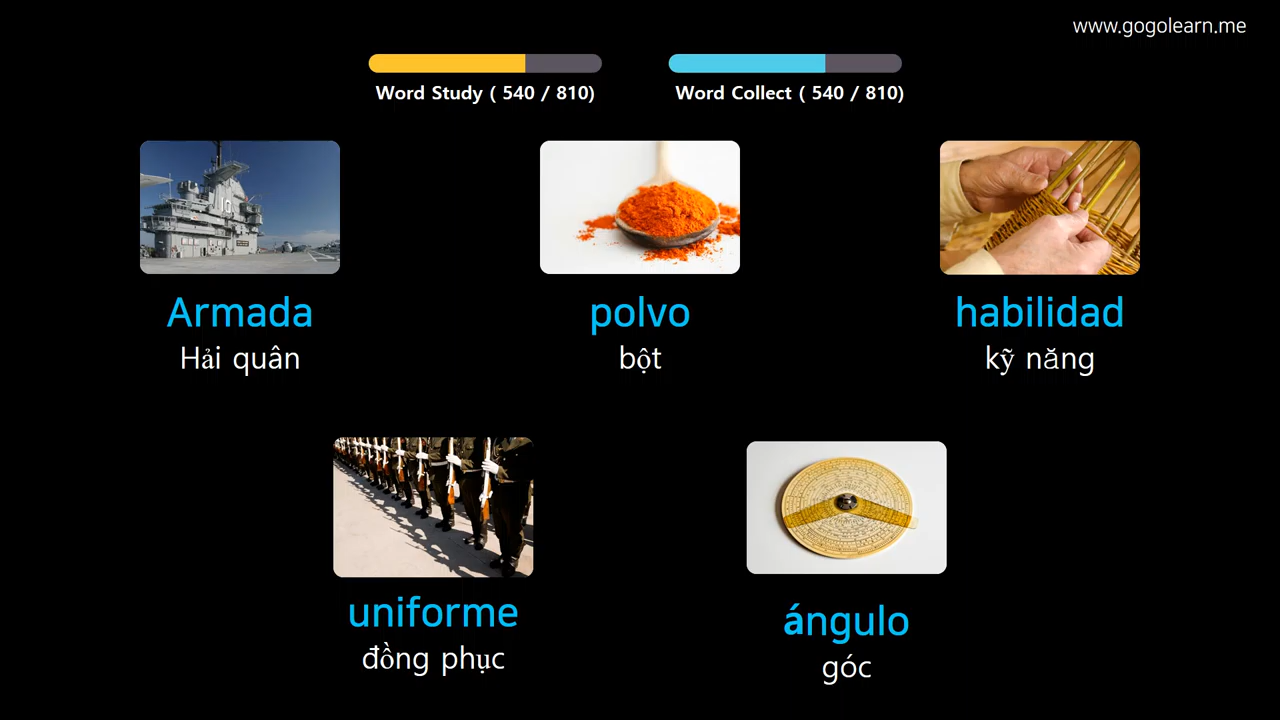 www.gogolearn.me
Word Study ( 540 / 810)
Word Collect ( 540 / 810)
Armada
Hải quân
polvo
bột
habilidad
kỹ năng
uniforme
đồng phục
ángulo
góc